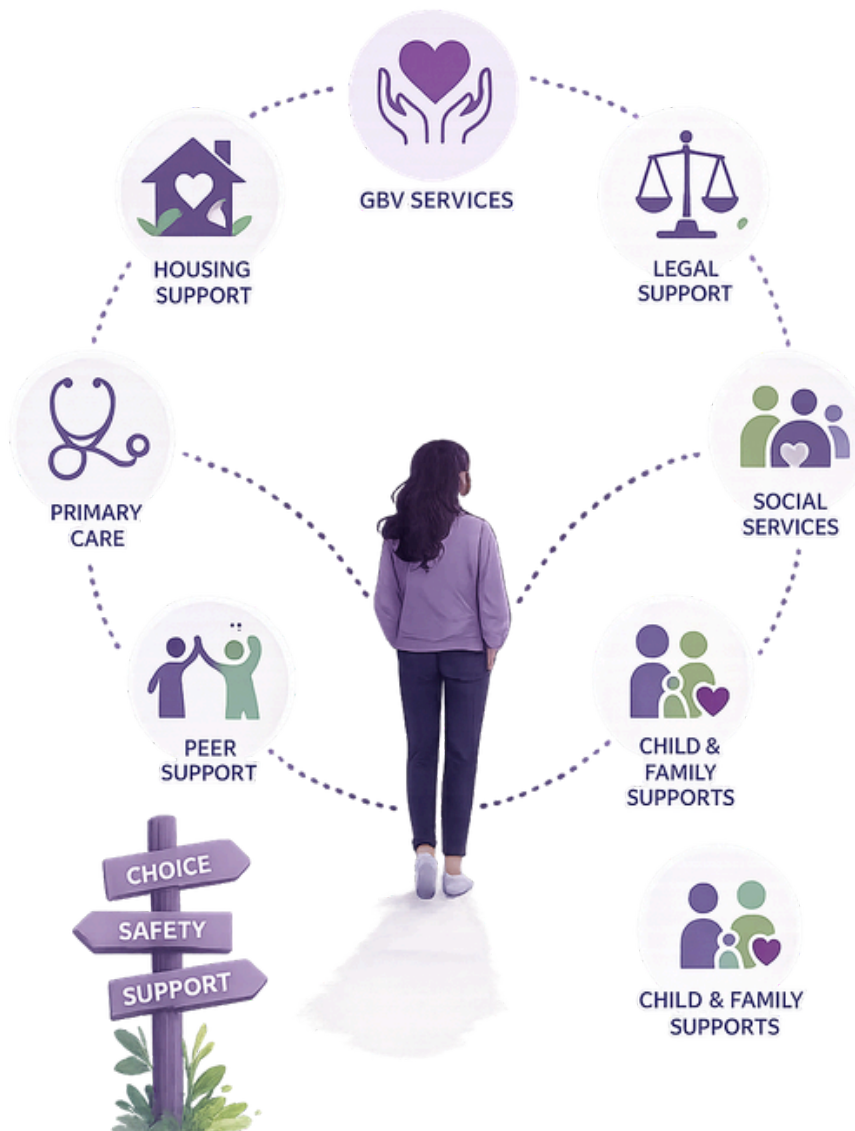 GBV SERVICES
HOUSING
SUPPORT
LEGAL
SUPPORT
PRIMARY
CARE
SOCIAL
SERVICES
PEER
SUPPORT
CHILD &
FAMILY
SUPPORTS
CHOICE
SAFETY
SUPPORT
CHILD & FAMILY
SUPPORTS